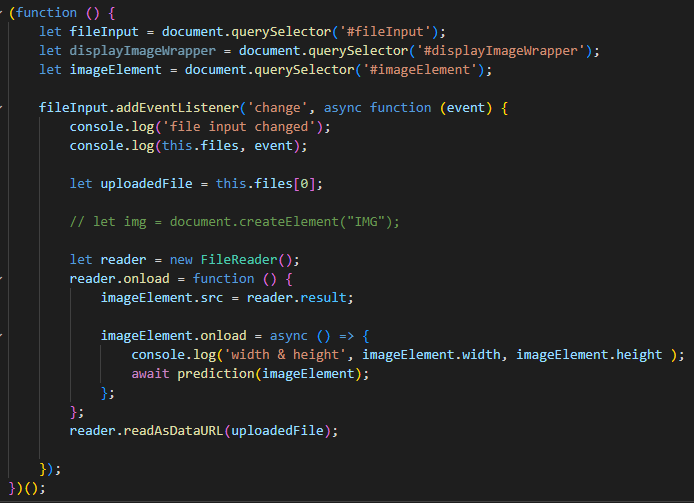 (function () {
    let fileInput = document.querySelector('#fileInput');
    let displayImageWrapper = document.querySelector('#displayImageWrapper');
    let imageElement = document.querySelector('#imageElement');

    fileInput.addEventListener('change', async function (event) {
        console.log('file input changed');
        console.log(this.files, event);

        let uploadedFile = this.files[0];

        // let img = document.createElement("IMG");

        let reader = new FileReader();
        reader.onload = function () {
            imageElement.src = reader.result;

            imageElement.onload = async () => {
                console.log('width & height', imageElement.width, imageElement.height );
                await prediction(imageElement);
            };
        };
        reader.readAsDataURL(uploadedFile);

    });
})();